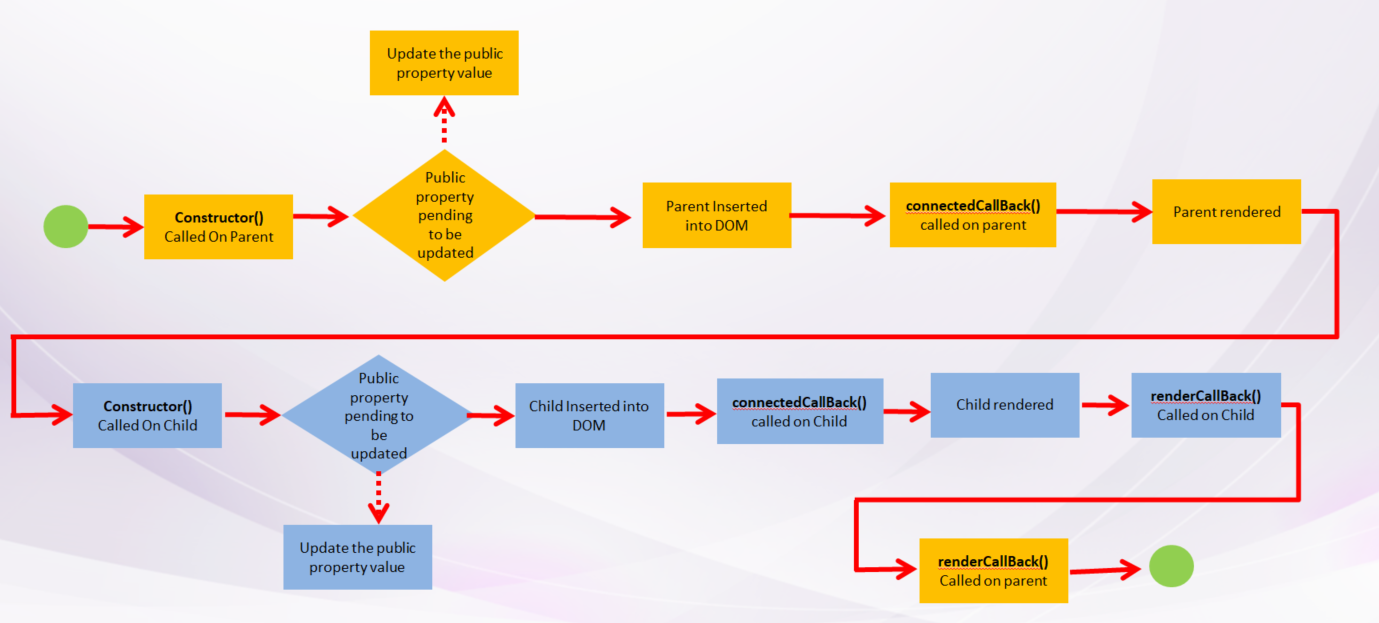 Update the public
property value
Public
property
pending
to be
updated
Constructor()
Called On Parent
Parent Inserted
into DOM
connectedCallBack()
called on parent
Parent rendered
Constructor()
Called On Child
Public
property
pending to
be
updated
Child Inserted into
DOM
connectedCallBack()
called on Child
Child rendered
renderCallBack()
Called on Child
Update the public
property value
renderCallBack()
Called on parent